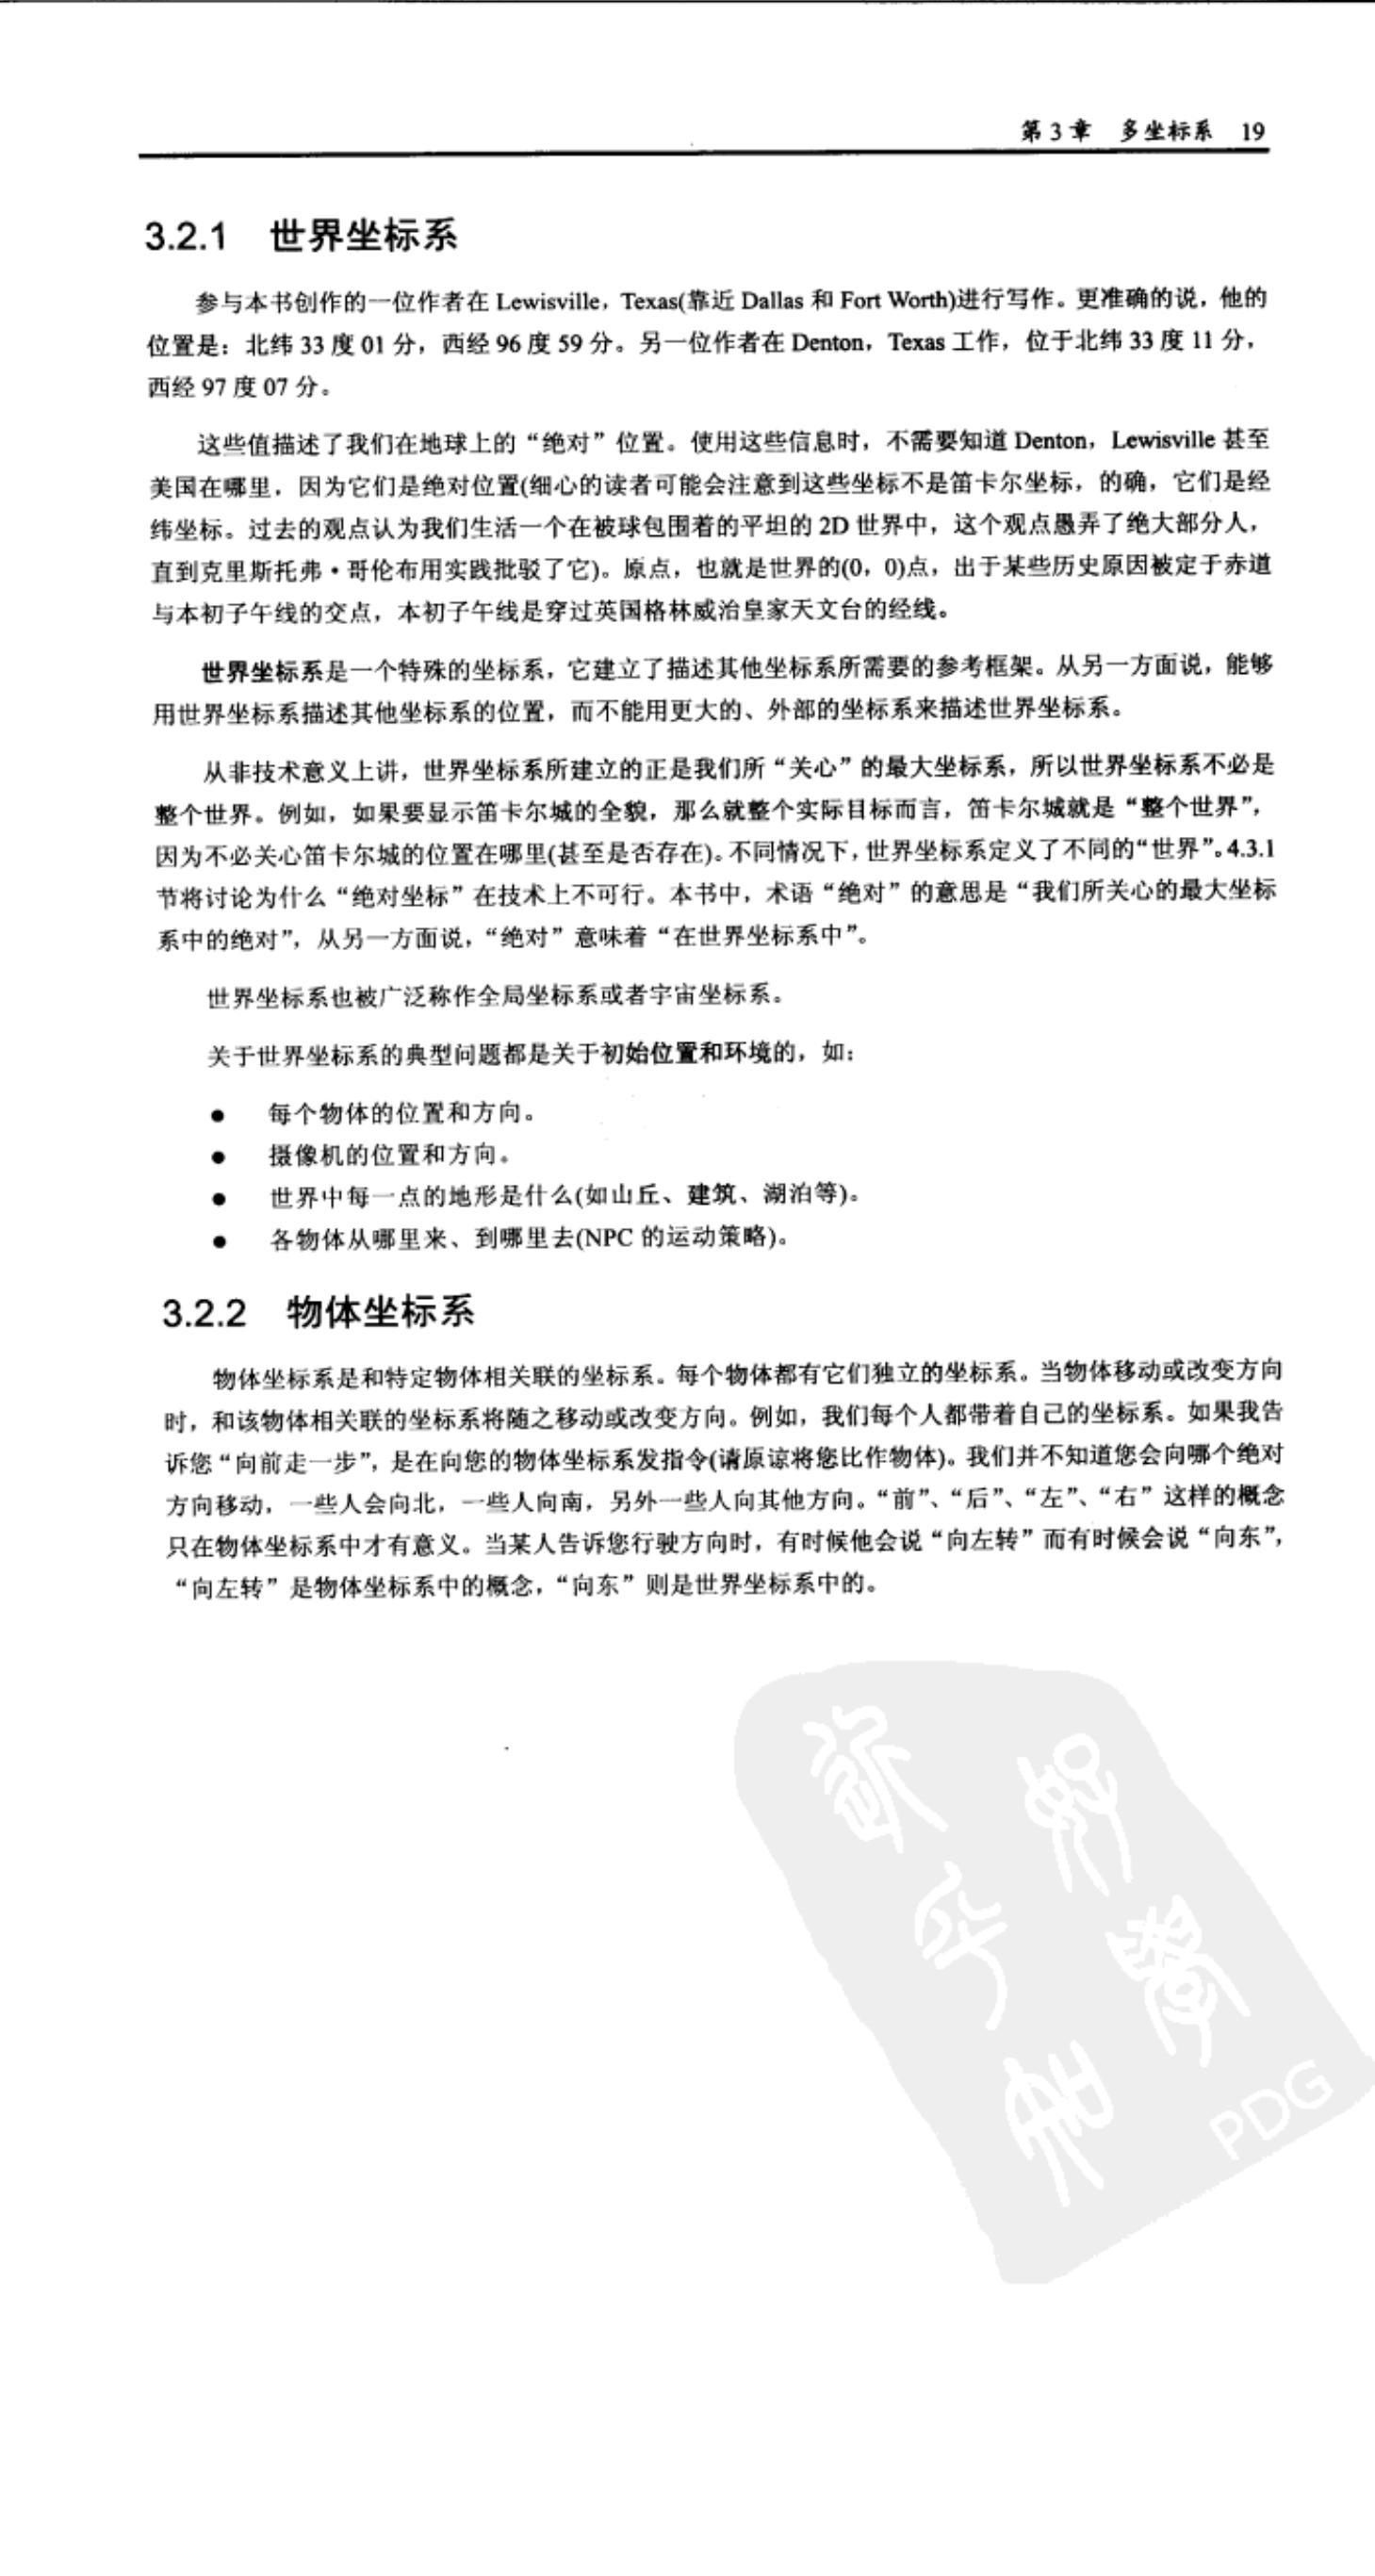 第 3 章 多坐标系 19
3.2.1 世界坐标系
参与本书创作的一位作者在 Lewisville，Texas(靠近 Dallas 和 Fort Worth)进行写作。更准确的说，他的
位置是：北纬 33 度 01 分，西经 96 度 59 分。另一位作者在 Denton，Texas 工作，位于北纬 33 度 11 分，
西经 97 度 07 分。
这些值描述了我们在地球上的“绝对”位置。使用这些信息时，不需要知道 Denton，Lewisville 甚至
美国在哪里，因为它们是绝对位置(细心的读者可能会注意到这些坐标不是笛卡尔坐标，的确，它们是经
纬坐标。过去的观点认为我们生活一个在被球包围着的平坦的 2D 世界中，这个观点愚弄了绝大部分人，
直到克里斯托弗·哥伦布用实践批驳了它)。原点，也就是世界的(0，0)点，出于某些历史原因被定于赤道
与本初子午线的交点，本初子午线是穿过英国格林威治皇家天文台的经线。
世界坐标系是一个特殊的坐标系，它建立了描述其他坐标系所需要的参考框架。从另一方面说，能够
用世界坐标系描述其他坐标系的位置，而不能用更大的、外部的坐标系来描述世界坐标系。
从非技术意义上讲，世界坐标系所建立的正是我们所“关心”的最大坐标系，所以世界坐标系不必是
整个世界。例如，如果要显示笛卡尔城的全貌，那么就整个实际目标而言，笛卡尔城就是“整个世界”，
因为不必关心笛卡尔城的位置在哪里(甚至是否存在)。不同情况下，世界坐标系定义了不同的“世界”。4.3.1
节将讨论为什么“绝对坐标”在技术上不可行。本书中，术语“绝对”的意思是“我们所关心的最大坐标
系中的绝对”，从另一方面说，“绝对”意味着“在世界坐标系中”。
世界坐标系也被广泛称作全局坐标系或者宇宙坐标系。
关于世界坐标系的典型问题都是关于初始位置和环境的，如：
● 每个物体的位置和方向。
● 摄像机的位置和方向。
● 世界中每一点的地形是什么(如山丘、建筑、湖泊等)。
● 各物体从哪里来、到哪里去(NPC 的运动策略)。
3.2.2 物体坐标系
物体坐标系是和特定物体相关联的坐标系。每个物体都有它们独立的坐标系。当物体移动或改变方向
时，和该物体相关联的坐标系将随之移动或改变方向。例如，我们每个人都带着自己的坐标系。如果我告
诉您“向前走一步”，是在向您的物体坐标系发指令(请原谅将您比作物体)。我们并不知道您会向哪个绝对
方向移动，一些人会向北，一些人向南，另外一些人向其他方向。“前”、“后”、“左”、“右”这样的概念
只在物体坐标系中才有意义。当某人告诉您行驶方向时，有时候他会说“向左转”而有时候会说“向东”，
“向左转”是物体坐标系中的概念，“向东”则是世界坐标系中的。
PDG